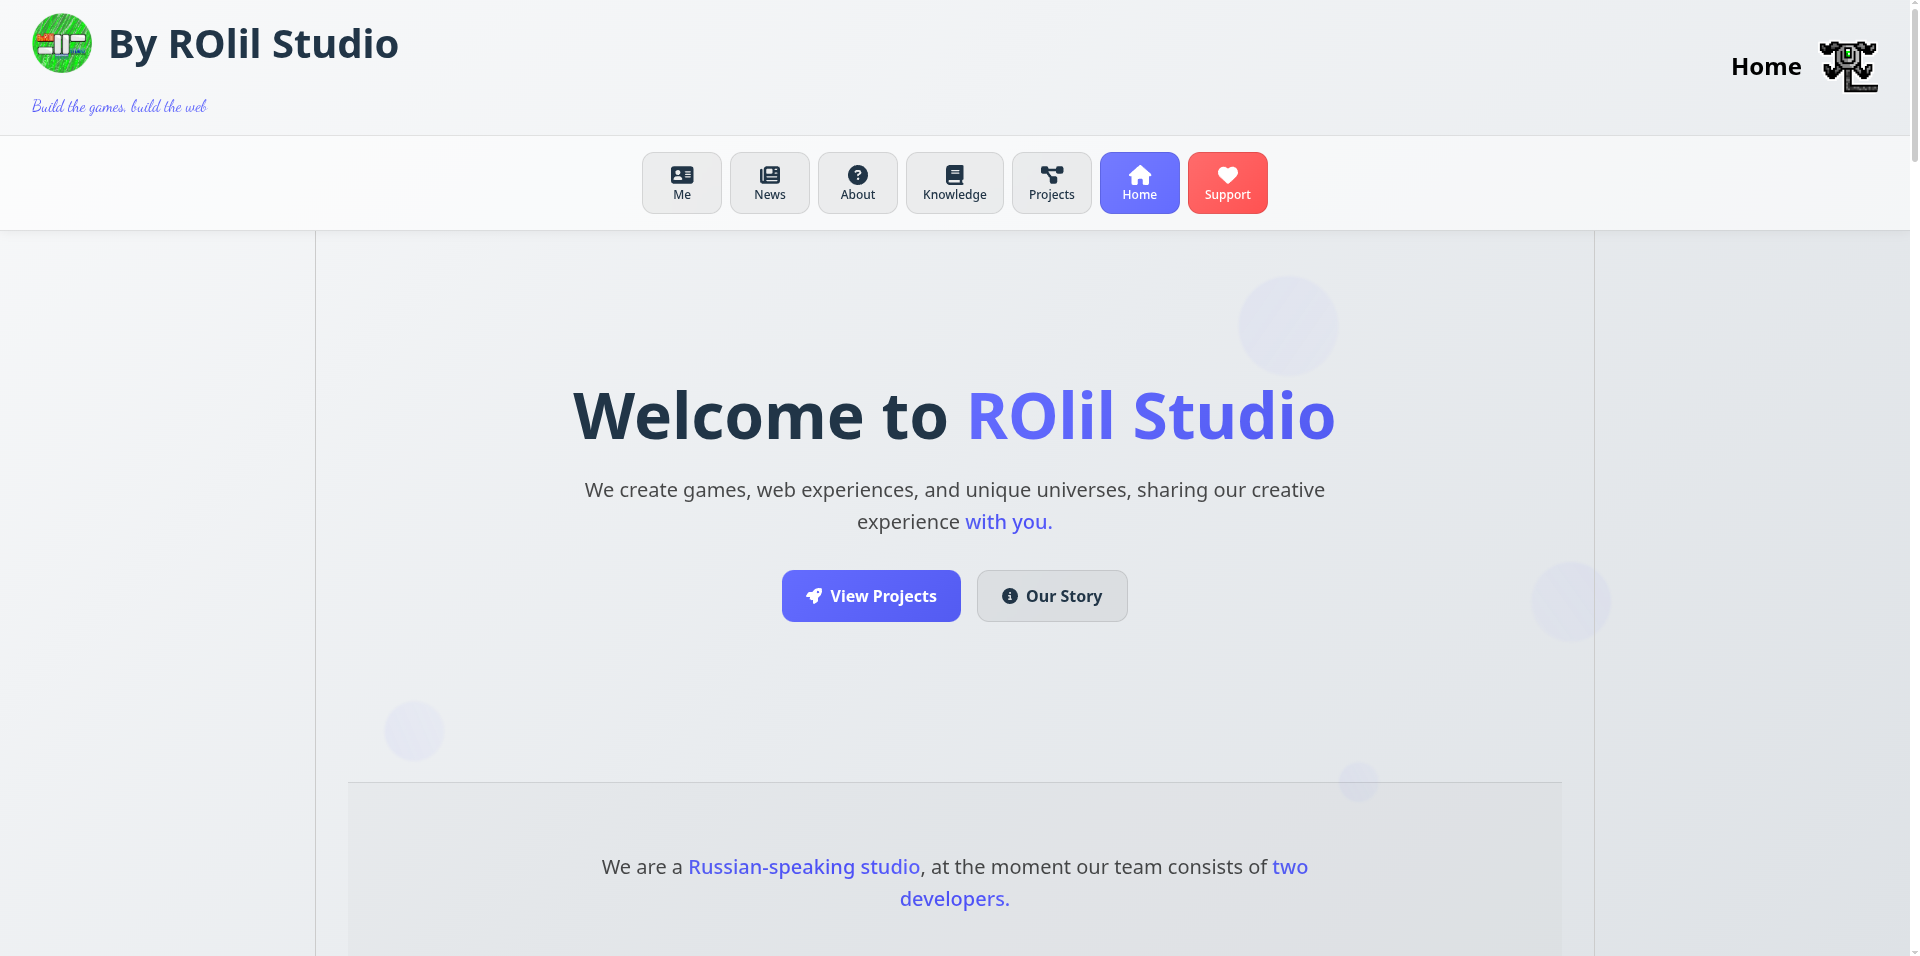 By ROlil Studio
Build the games, build the web
Home
Me
News
About
Knowledge
Projects
Home
Support
Welcome to ROlil Studio
We create games, web experiences, and unique universes, sharing our creative
experience with you.
View Projects
Our Story
We are a Russian-speaking studio, at the moment our team consists of two
developers.